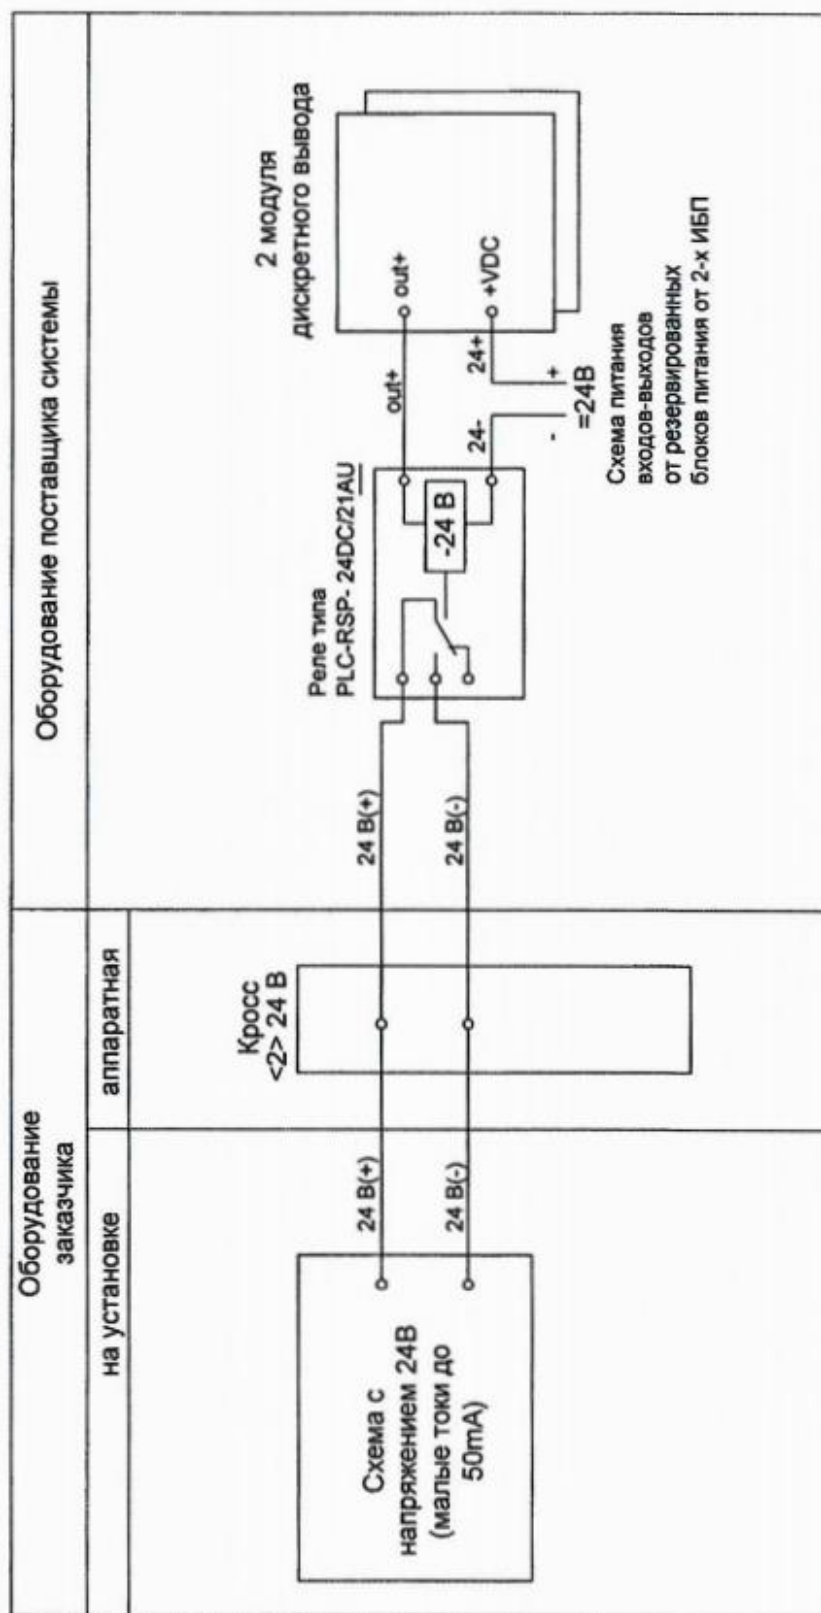 Оборудование
заказчика
Оборудование поставщика системы
на установке
аппаратная
Схема с
напряжением 24В
(малые токи до
50mA)
24 В(+)
24 В(-)
Кросс
<2> 24 В
24 В(+)
24 В(-)
Реле типа
PLC-RSP- 24DC/21AU
-24 В
out+
24-
24+
-
+
=24В
2 модуля
дискретного вывода
out+
+VDC
Схема питания
входов-выходов
от резервированных
блоков питания от 2-х ИБП